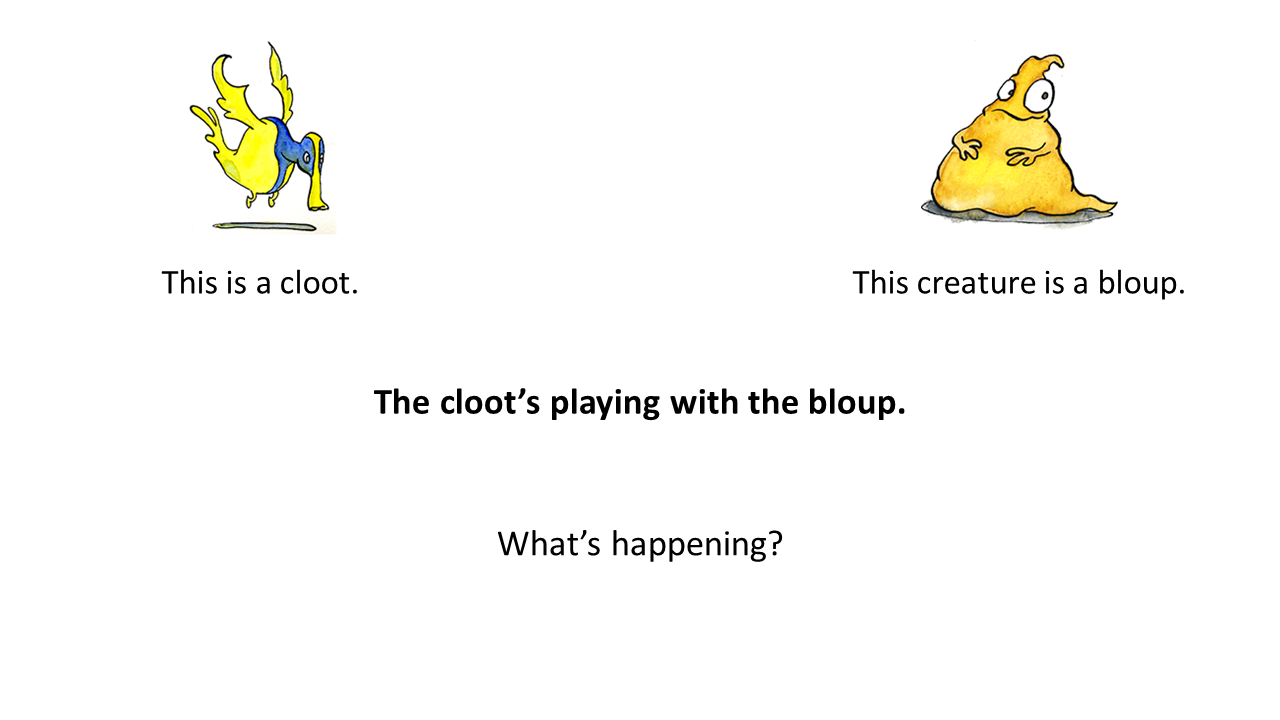 This is a cloot.
This creature is a bloup.
The cloot’s playing with the bloup.
What’s happening?